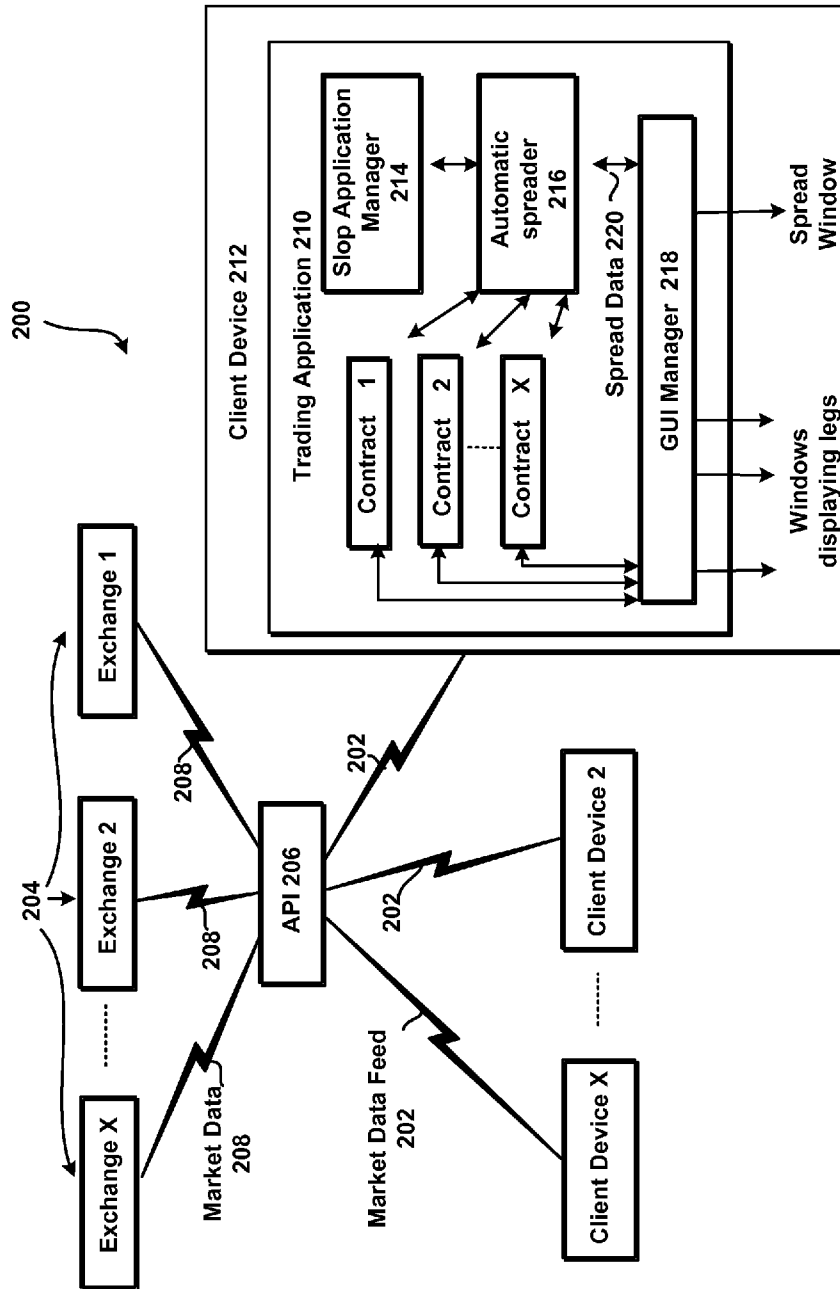 200
204
Exchange X
Exchange 2
Exchange 1
Market Data
208
208
208
API 206
Market Data Feed
202
202
202
Client Device X
Client Device 2
Client Device 212
Trading Application 210
Contract 1
Contract 2
Contract X
Slop Application
Manager
214
Automatic
spreader
216
Spread Data 220
GUI Manager 218
Windows
displaying legs
Spread
Window